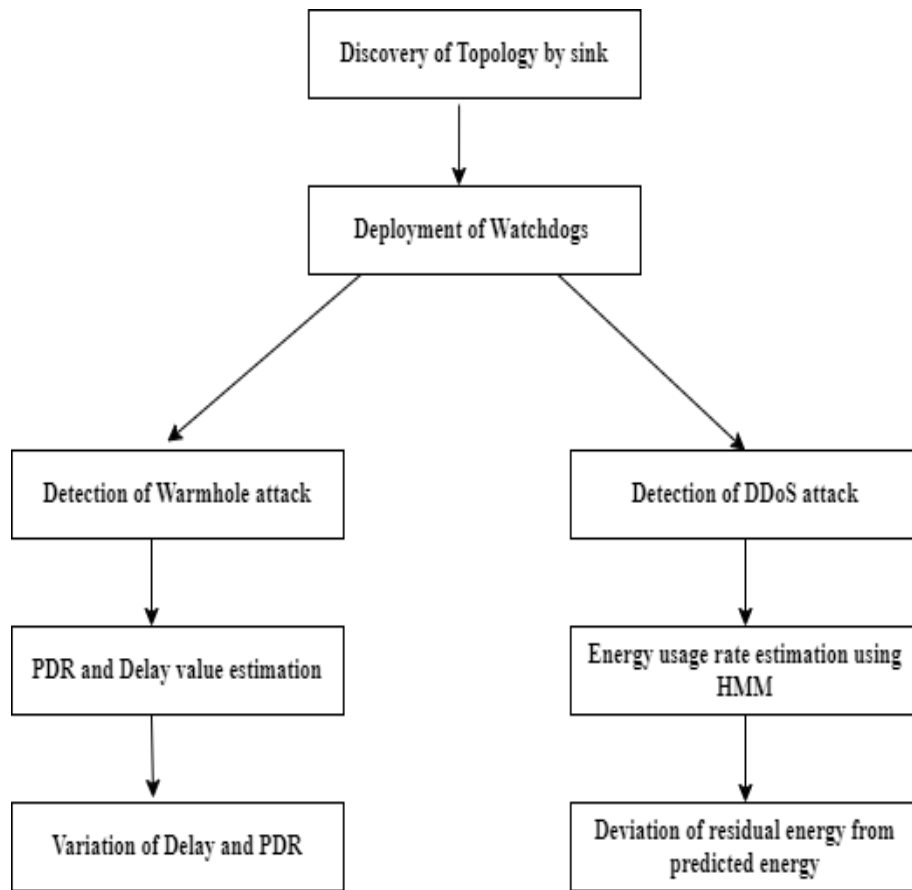 Discovery of Topology by sink
Deployment of Watchdogs
Detection of Warmhole attack
Detection of DDoS attack
PDR and Delay value estimation
Energy usage rate estimation using
HMM
Variation of Delay and PDR
Deviation of residual energy from
predicted energy